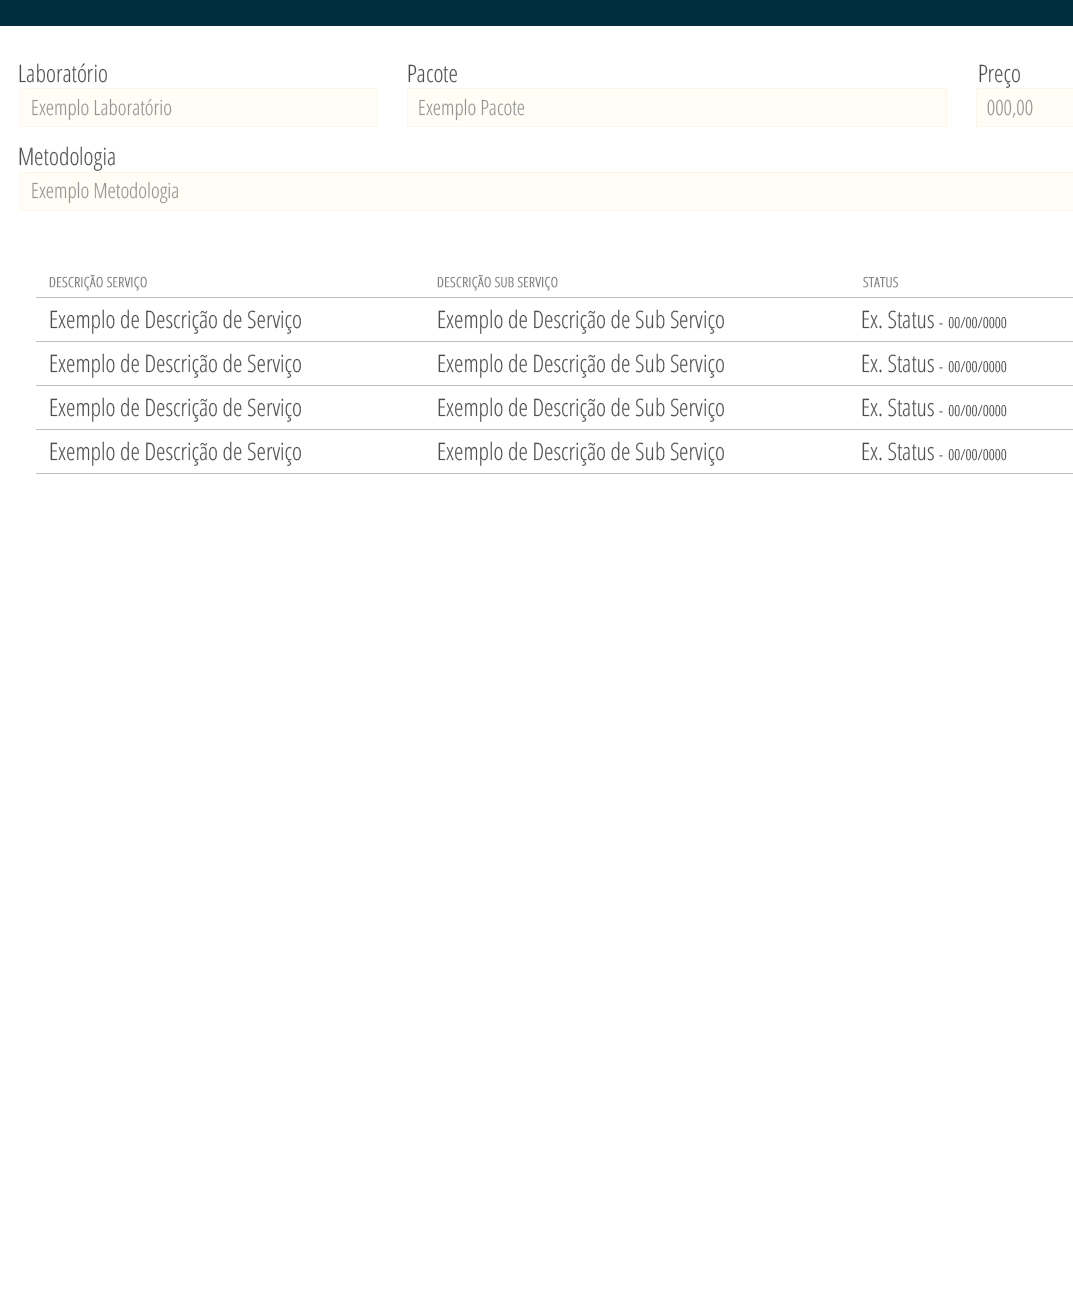 Laboratório Pacote Preço
Exemplo Laboratório Exemplo Pacote 000,00
Metodologia
Exemplo Metodologia
DESCRIÇÃO SERVIÇO DESCRIÇÃO SUB SERVIÇO STATUS
Exemplo de Descrição de Serviço Exemplo de Descrição de Sub Serviço Ex. Status - 00/00/0000
Exemplo de Descrição de Serviço Exemplo de Descrição de Sub Serviço Ex. Status - 00/00/0000
Exemplo de Descrição de Serviço Exemplo de Descrição de Sub Serviço Ex. Status - 00/00/0000
Exemplo de Descrição de Serviço Exemplo de Descrição de Sub Serviço Ex. Status - 00/00/0000